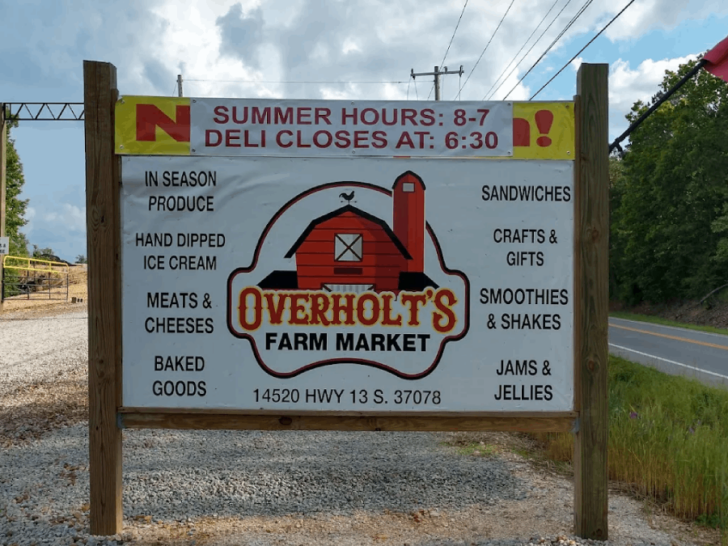 SUMMER HOURS: 8-7
DELI CLOSES AT: 6:30
IN SEASON
PRODUCE
HAND DIPPED
ICE CREAM
MEATS &
CHEESES
BAKED
GOODS
OVERHOLT'S
FARM MARKET
14520 HWY 13 S. 37078
SANDWICHES
CRAFTS &
GIFTS
SMOOTHIES
& SHAKES
JAMS &
JELLIES